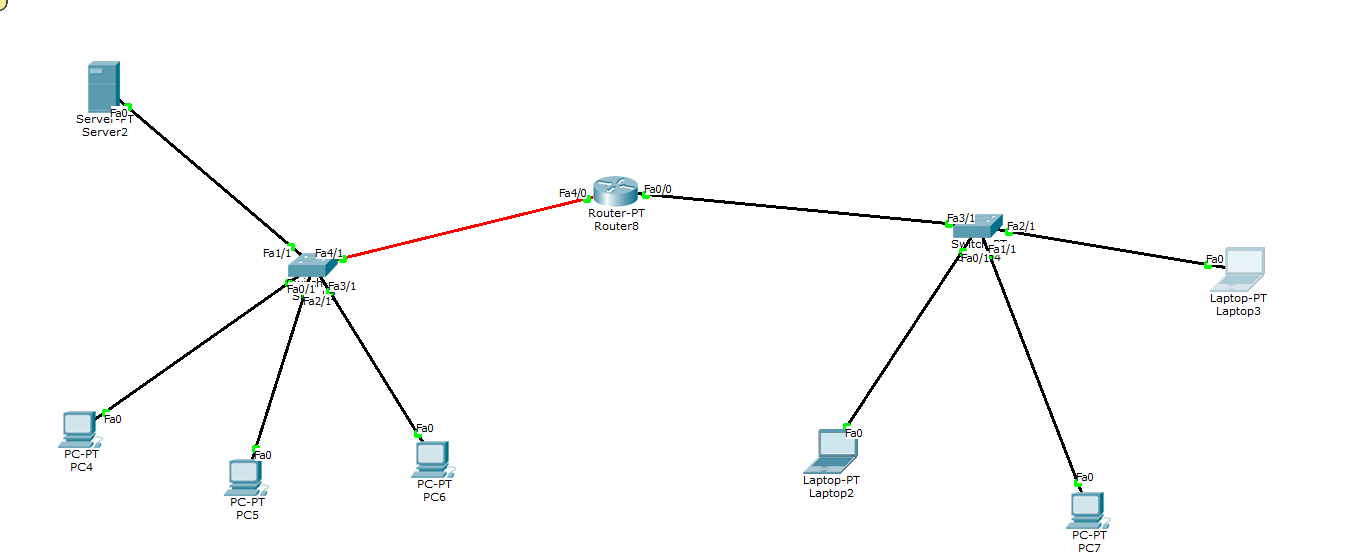 Fa0
Server-PT
Server2
Fa4/0
Fa0/0
Router-PT
Router8
Fa1/1
Fa4/1
Fa0/1
Fa3/1
Fa2/1
Fa3/1
Fa2/1
Fa1/1
Fa0/1
Fa0
Laptop-PT
Laptop3
Fa0
PC-PT
PC4
Fa0
PC-PT
PC5
Fa0
PC-PT
PC6
Fa0
Laptop-PT
Laptop2
Fa0
PC-PT
PC7